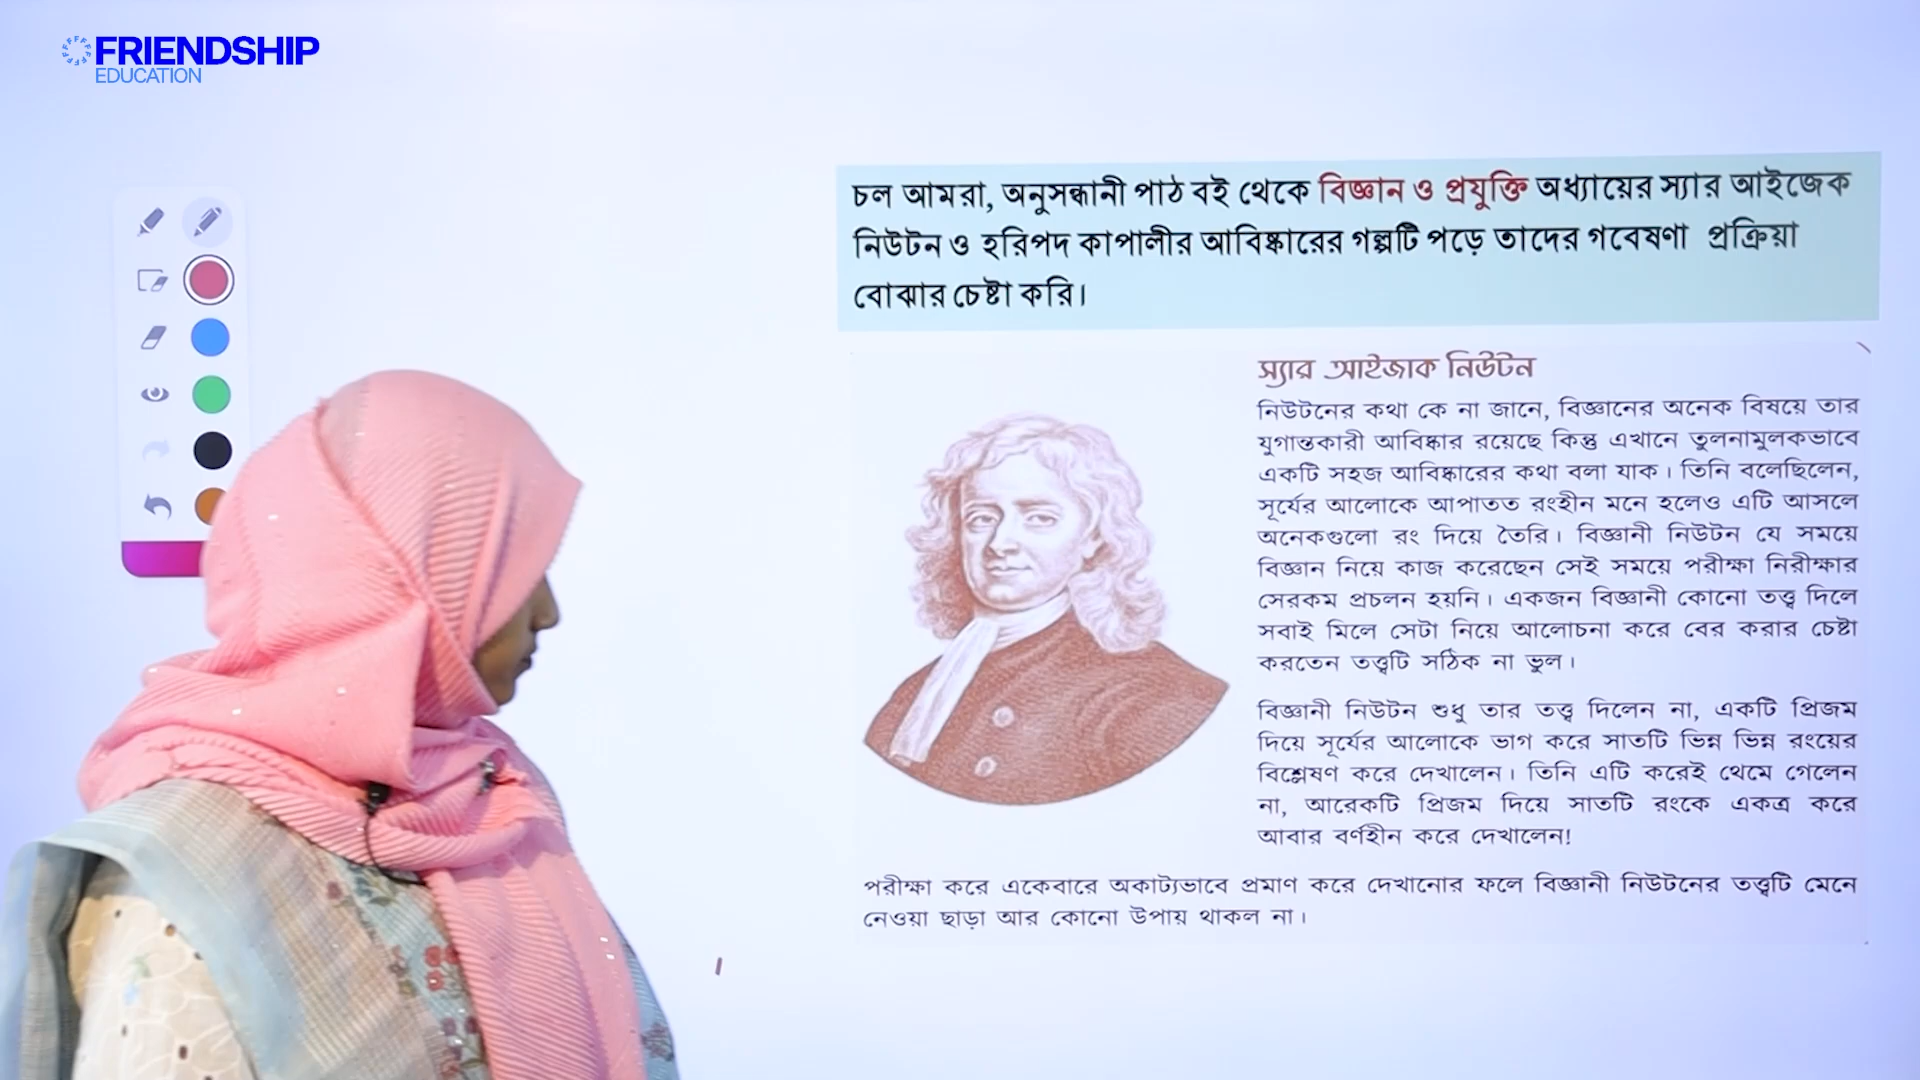 FRIENDSHIP
EDUCATION
চল আমরা, অনুসন্ধানী পাঠ বই থেকে বিজ্ঞান ও প্রযুক্তি অধ্যায়ের স্যার আইজেক
নিউটন ও হরিপদ কাপালীর আবিষ্কারের গল্পটি পড়ে তাদের গবেষণা প্রক্রিয়া
বোঝার চেষ্টা করি।
স্যার আইজাক নিউটন
নিউটনের কথা কে না জানে, বিজ্ঞানের অনেক বিষয়ে তার
যুগান্তকারী আবিষ্কার রয়েছে কিন্তু এখানে তুলনামুলকভাবে
একটি সহজ আবিষ্কারের কথা বলা যাক। তিনি বলেছিলেন,
সূর্যের আলোকে আপাতত রংহীন মনে হলেও এটি আসলে
অনেকগুলো রং দিয়ে তৈরি। বিজ্ঞানী নিউটন যে সময়ে
বিজ্ঞান নিয়ে কাজ করেছেন সেই সময়ে পরীক্ষা নিরীক্ষার
সেরকম প্রচলন হয়নি। একজন বিজ্ঞানী কোনো তত্ত্ব দিলে
সবাই মিলে সেটা নিয়ে আলোচনা করে বের করার চেষ্টা
করতেন তত্ত্বটি সঠিক না ভুল।
বিজ্ঞানী নিউটন শুধু তার তত্ত্ব দিলেন না, একটি প্রিজম
দিয়ে সূর্যের আলোকে ভাগ করে সাতটি ভিন্ন ভিন্ন রংয়ের
বিশ্লেষণ করে দেখালেন। তিনি এটি করেই থেমে গেলেন
না, আরেকটি প্রিজম দিয়ে সাতটি রংকে একত্র করে
আবার বর্ণহীন করে দেখালেন!
পরীক্ষা করে একেবারে অকাট্যভাবে প্রমাণ করে দেখানোর ফলে বিজ্ঞানী নিউটনের তত্ত্বটি মেনে
নেওয়া ছাড়া আর কোনো উপায় থাকল না।